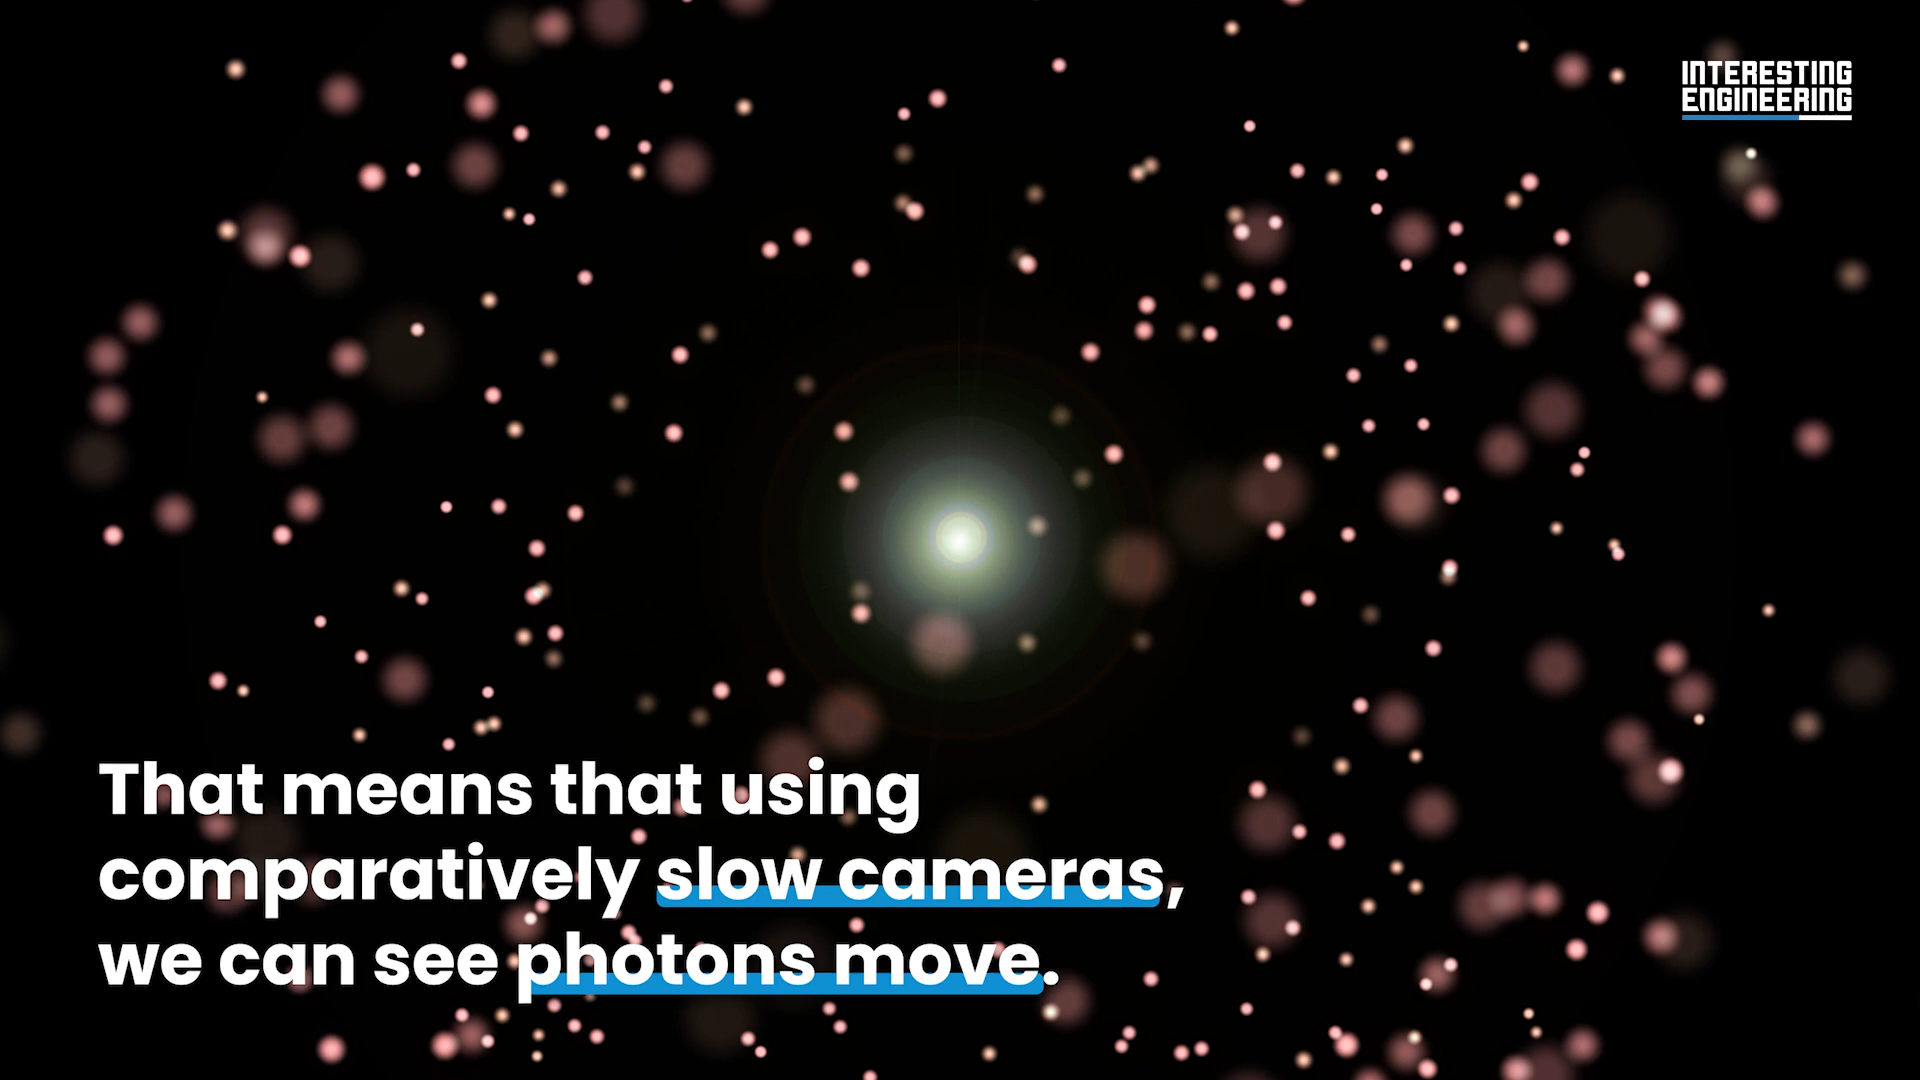 INTERESTING
ENGINEERING
That means that using
comparatively slow cameras,
we can see photons move.